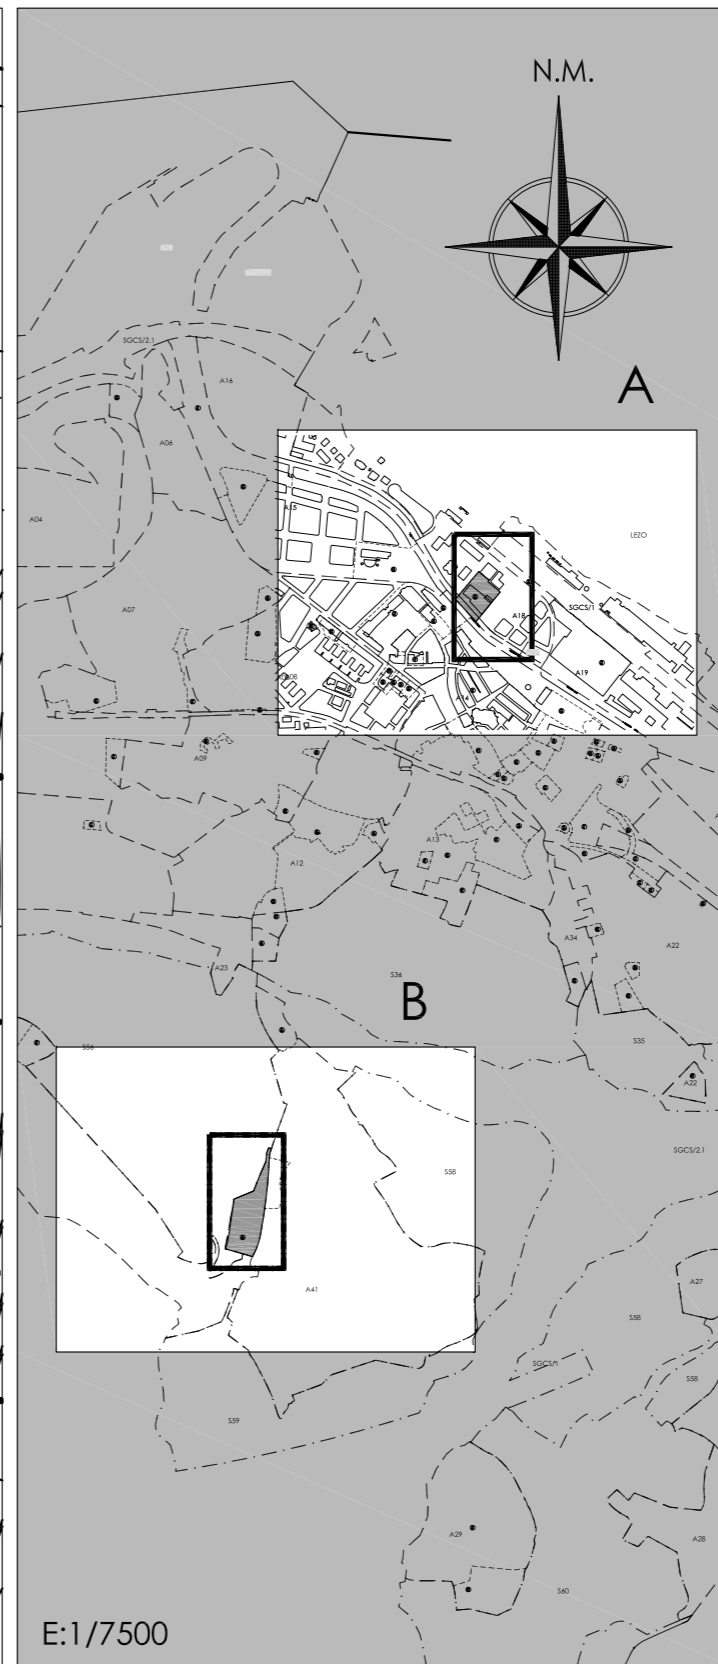 N.M.
SGCS/2.1
A16
A
A06
A15
A04
LEZO
A07
A18
SGCS/1
A19
A08
A14
A09
A13
A12
A34
A22
A23
S36
B
S35
S56
A22
SGCS/2.1
S58
A27
A41
S58
SGCS/1
S58
S59
A29
A28
S60
E:1/7500